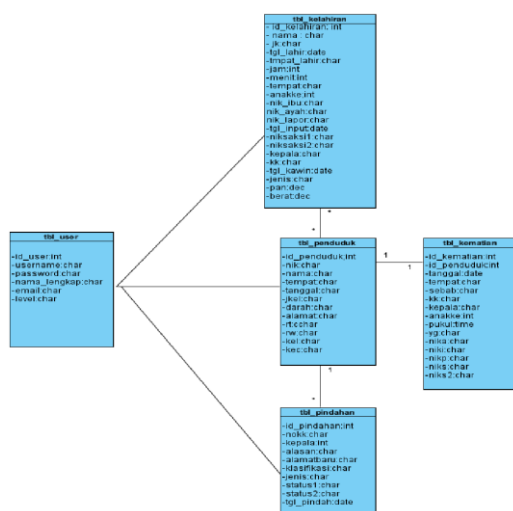 tbl_kelahiran
- id_kelahiran: int
- nama : char
- jk:char
-tgl_lahir:date
-tmpat_lahir:char
-jam:int
-menit:int
-tempat:char
-anakke:int
-nik_ibu:char
nik_ayah:char
nik_lapor:char
-tgl_input:date
-niksaksi1:char
-niksaksi2:char
-kepala:char
-kk:char
-tgl_kawin:date
-jenis:char
-pan:dec
-berat:dec
tbl_user
-id_user:int
-username:char
-password:char
-nama_lengkap:char
-email:char
-level:char
*
*
tbl_penduduk
-id_penduduk:int
-nik:char
-nama:char
-tempat:char
-tanggal:char
-jkel:char
-darah:char
-alamat:char
-rt:char
-rw:char
-kel:char
-kec:char
1
1
tbl_kematian
-id_kematian:int
-id_penduduk:int
-tanggal:date
-tempat:char
-sebab:char
-kk:char
-kepala:char
-anakke:int
-pukul:time
-yg:char
-nika:char
-niki:char
-nikp:char
-niks:char
-niks2:char
1
*
tbl_pindahan
-id_pindahan:int
-nokk:char
-kepala:int
-alasan:char
-alamatbaru:char
-klasifikasi:char
-jenis:char
-status1:char
-status2:char
-tgl_pindah:date